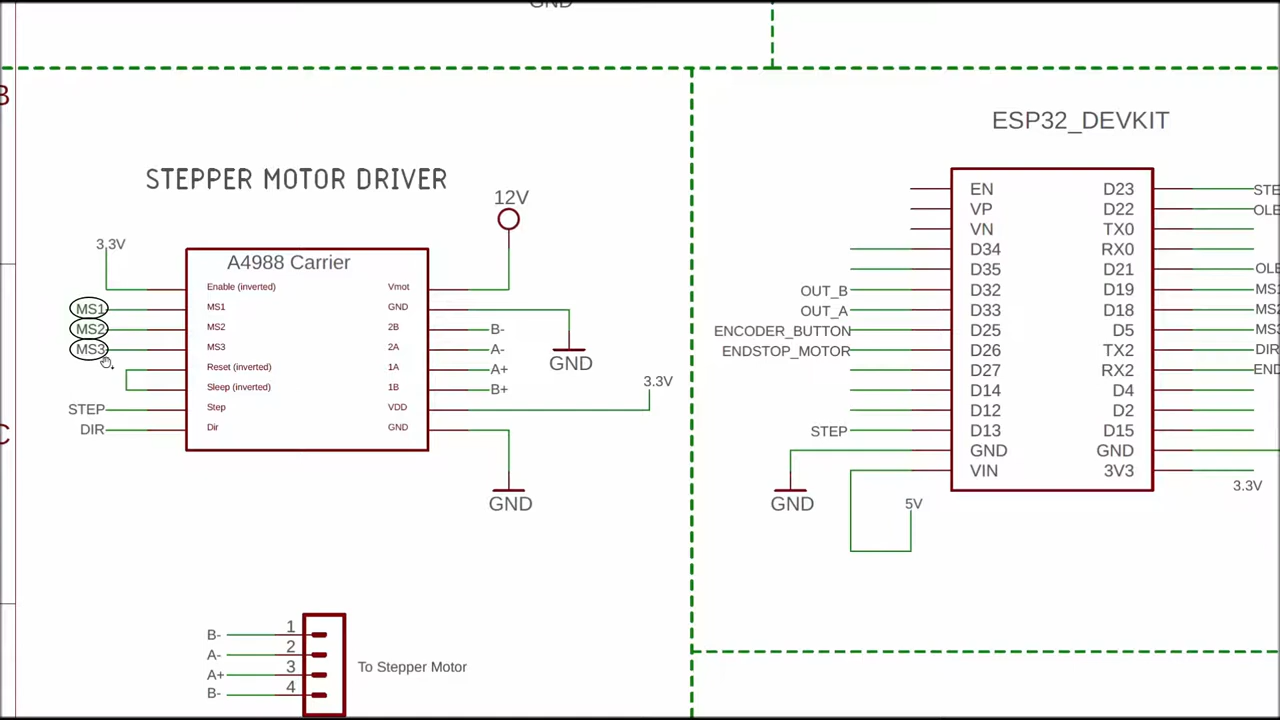 GND
B
C
STEPPER MOTOR DRIVER
12V
3.3V
A4988 Carrier
Enable (inverted)
Vmot
MS1
MS1
GND
MS2
MS2
2B
B-
MS3
MS3
2A
A-
GND
Reset (inverted)
1A
A+
Sleep (inverted)
1B
B+
3.3V
STEP
Step
VDD
DIR
Dir
GND
GND
B-
1
A-
2
A+
3
B-
4
To Stepper Motor
ESP32_DEVKIT
EN
D23
STE
VP
D22
OLE
VN
TX0
D34
RX0
D35
D21
OLE
OUT_B
D32
D19
MS
OUT_A
D33
D18
MS
ENCODER_BUTTON
D25
D5
MS
ENDSTOP_MOTOR
D26
TX2
DIR
D27
RX2
END
D14
D4
D12
D2
STEP
D13
D15
GND
GND
VIN
3V3
3.3V
GND
5V